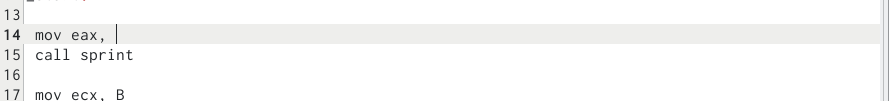 13
14 mov eax,
15 call sprint
16
17 mov ecx, B